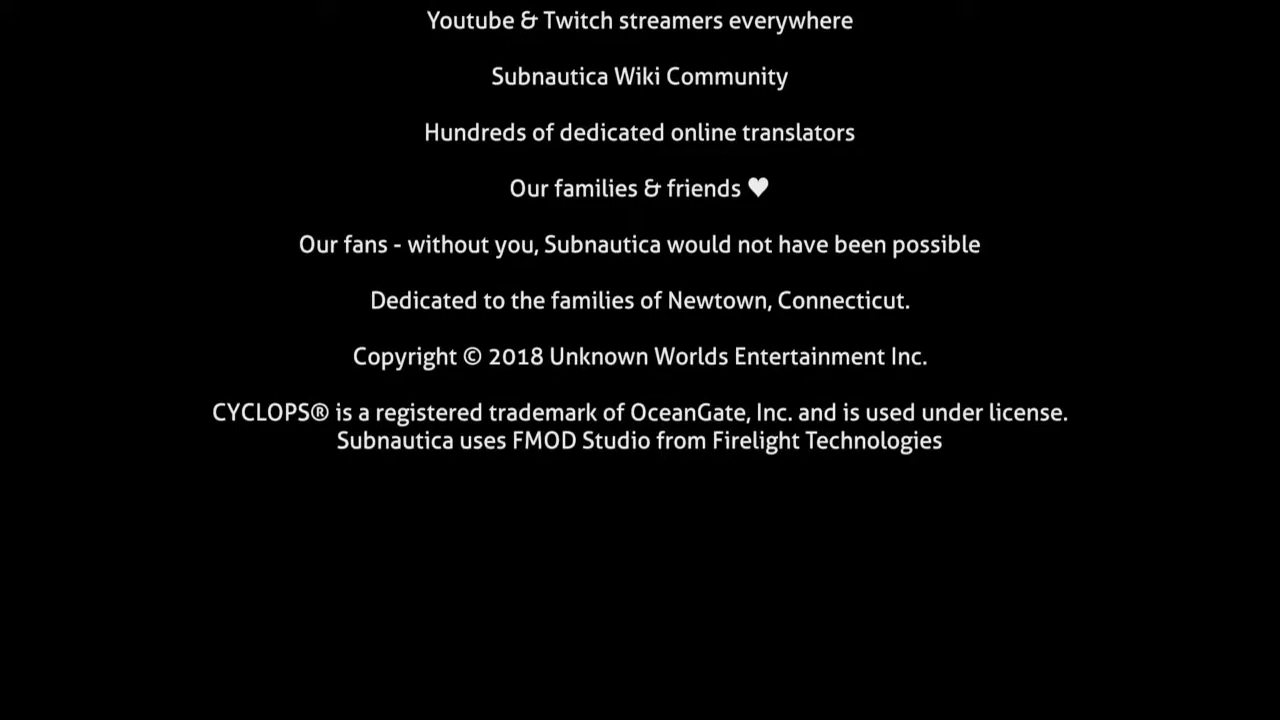 Youtube & Twitch streamers everywhere
Subnautica Wiki Community
Hundreds of dedicated online translators
Our families & friends ♥
Our fans - without you, Subnautica would not have been possible
Dedicated to the families of Newtown, Connecticut.
Copyright © 2018 Unknown Worlds Entertainment Inc.
CYCLOPS® is a registered trademark of OceanGate, Inc. and is used under license.
Subnautica uses FMOD Studio from Firelight Technologies